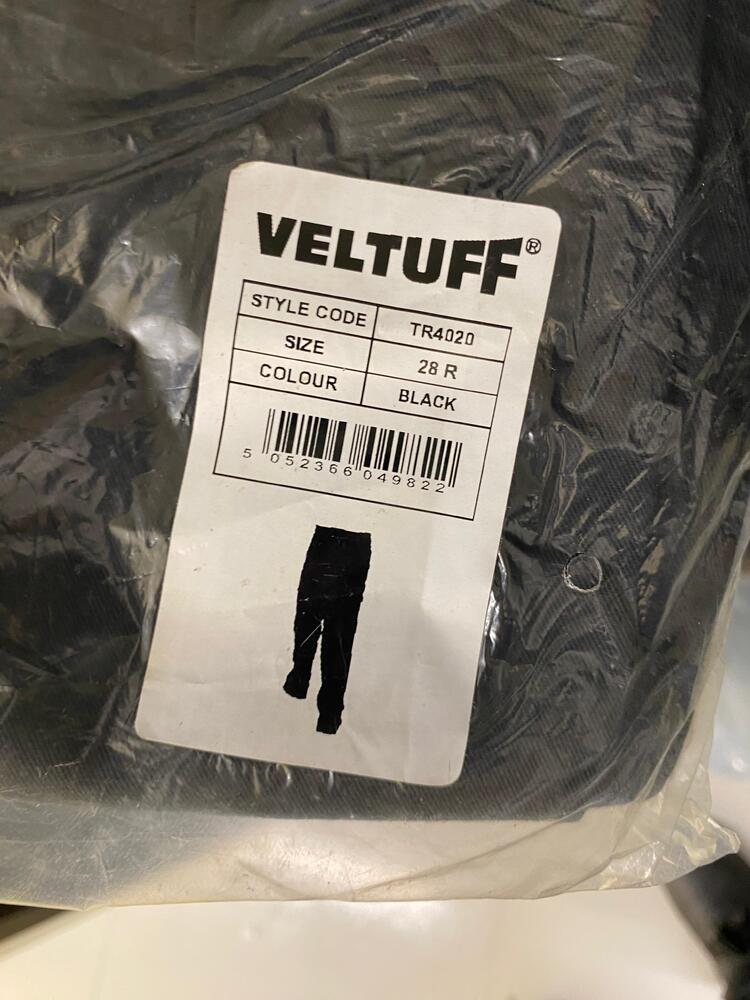 VELTUFF®
STYLE CODE TR4020
SIZE 28 R
COLOUR BLACK
5 052366 049822